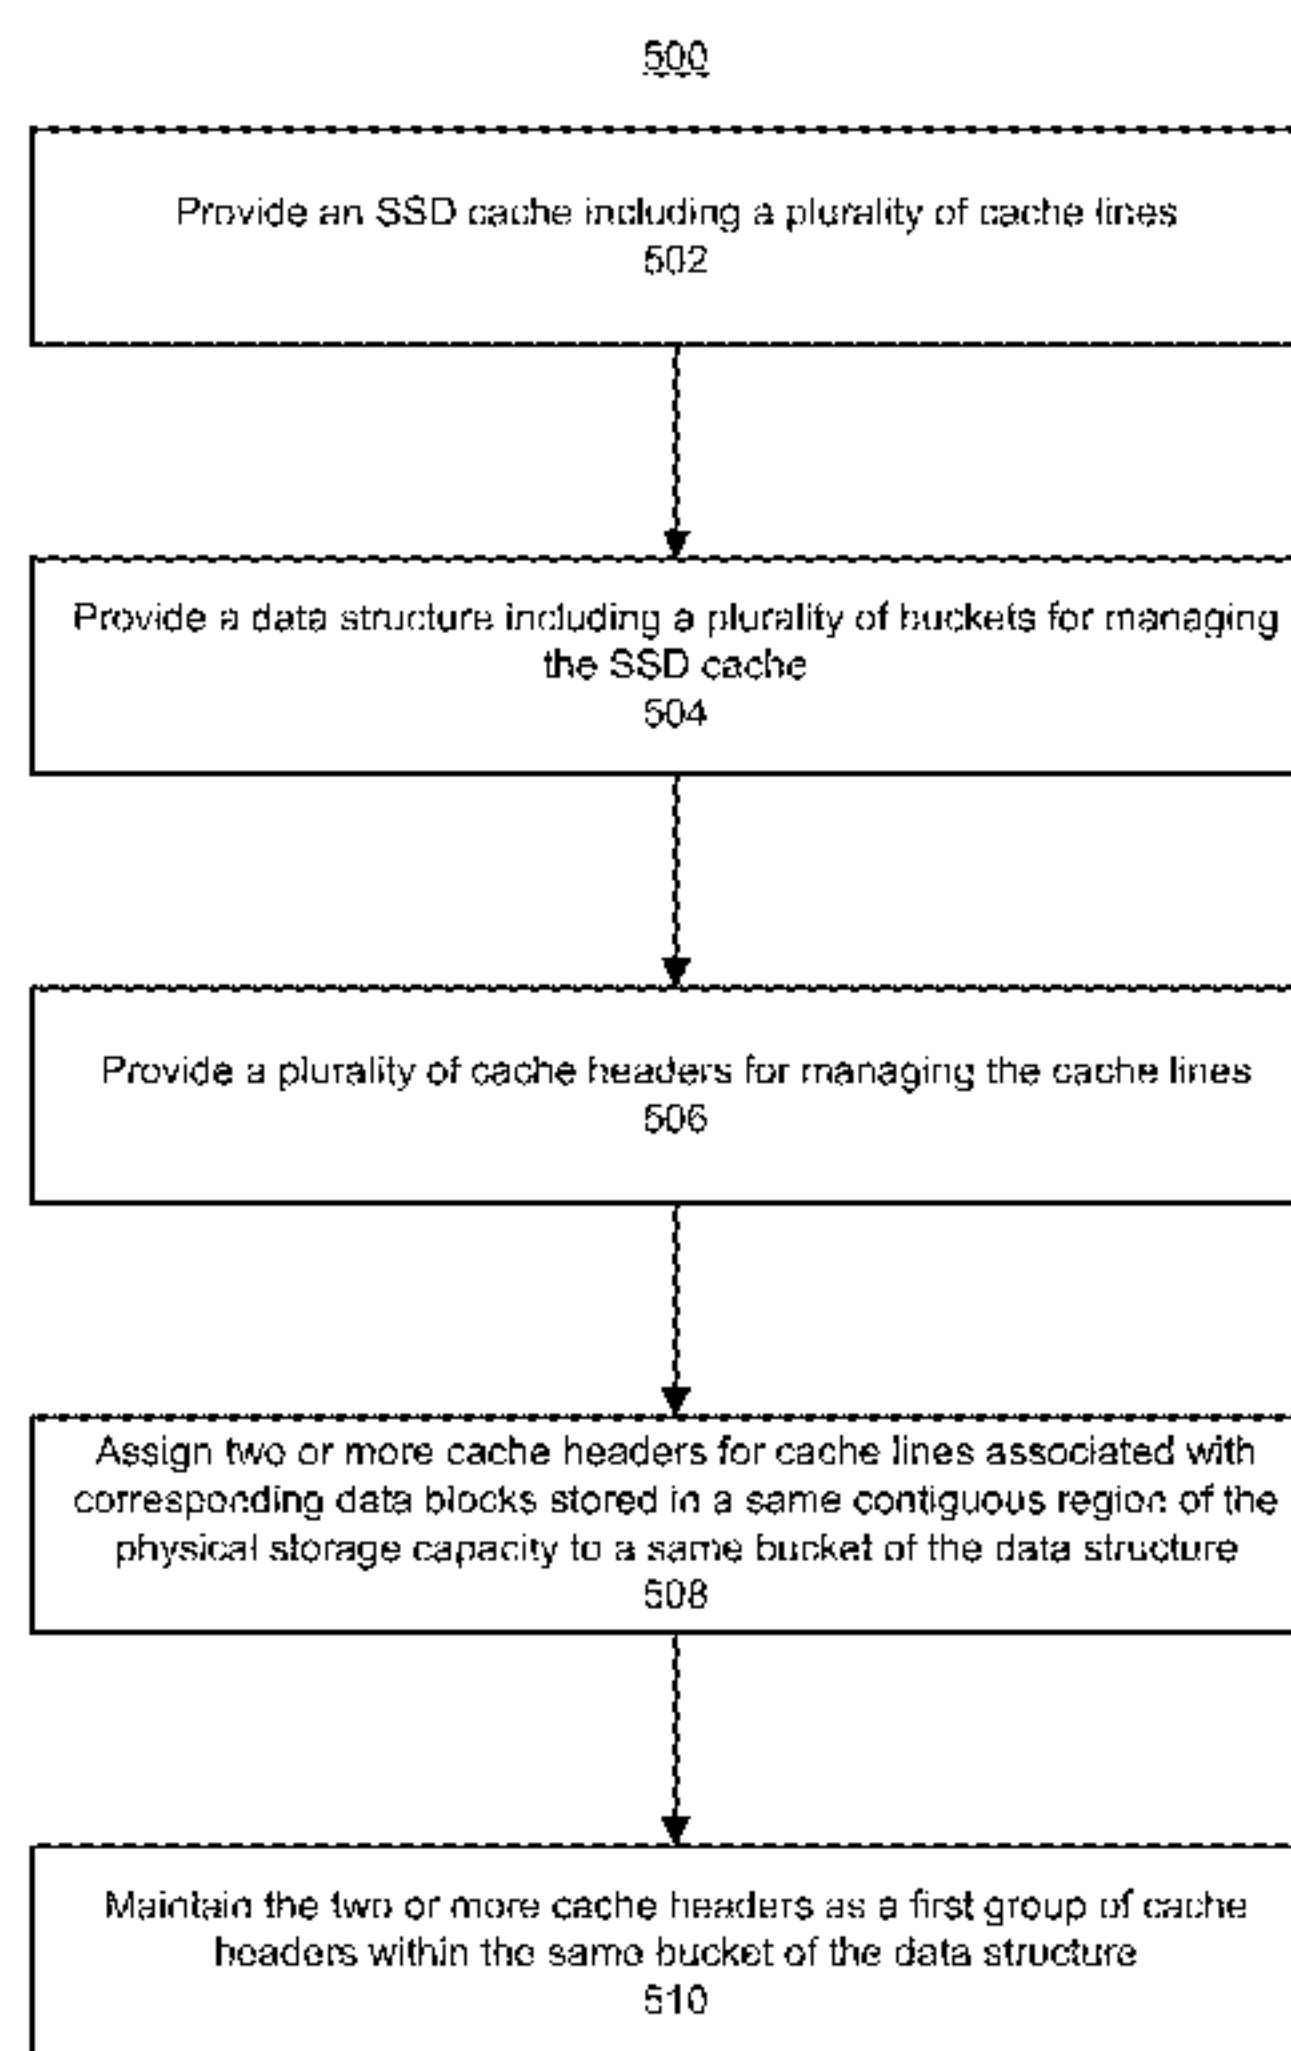 500
Provide an SSD cache including a plurality of cache lines
502
Provide a data structure including a plurality of buckets for managing
the SSD cache
504
Provide a plurality of cache headers for managing the cache lines
506
Assign two or more cache headers for cache lines associated with
corresponding data blocks stored in a same contiguous region of the
physical storage capacity to a same bucket of the data structure
508
Maintain the two or more cache headers as a first group of cache
headers within the same bucket of the data structure
510